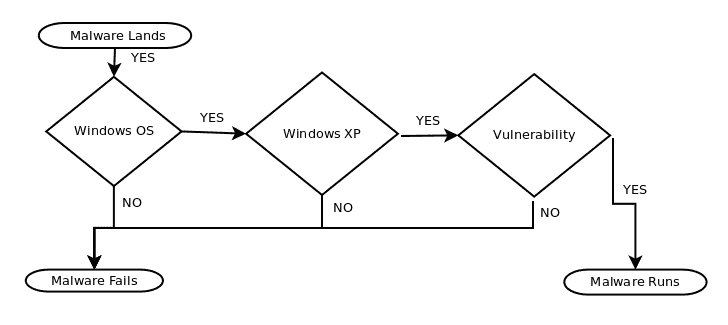 Malware Lands
YES
Windows OS
YES
Windows XP
YES
Vulnerability
NO
NO
NO
YES
Malware Fails
Malware Runs